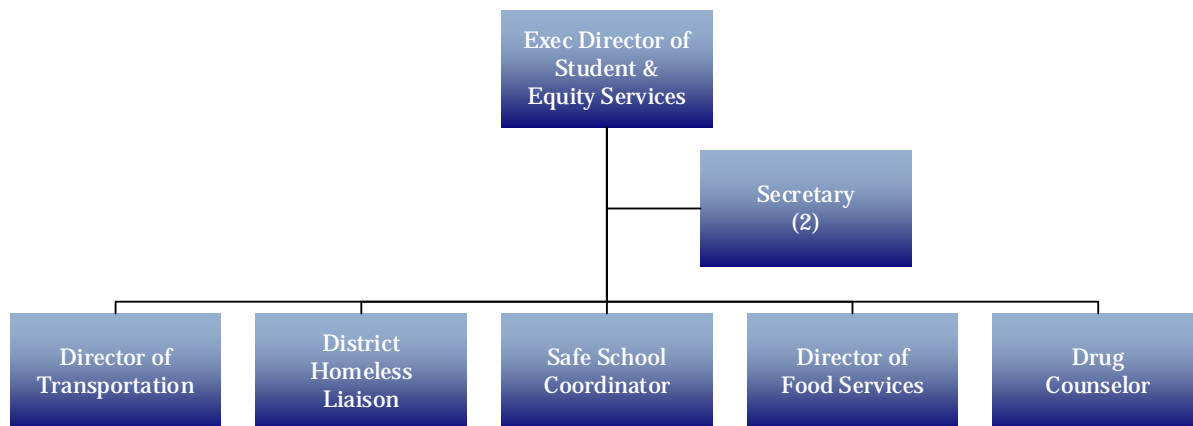 Exec Director of
Student &
Equity Services
Secretary
(2)
Director of
Transportation
District
Homeless
Liaison
Safe School
Coordinator
Director of
Food Services
Drug
Counselor